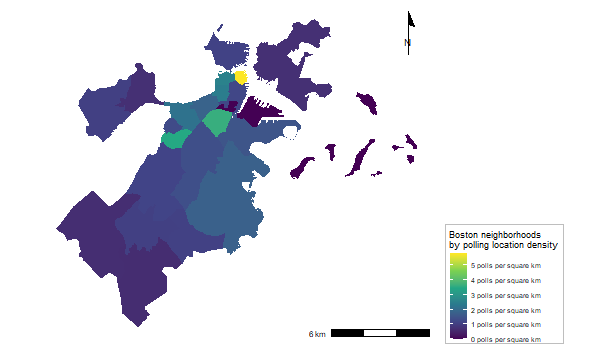 N
Boston neighborhoods
by polling location density
5 polls per square km
4 polls per square km
3 polls per square km
2 polls per square km
1 polls per square km
0 polls per square km
6 km